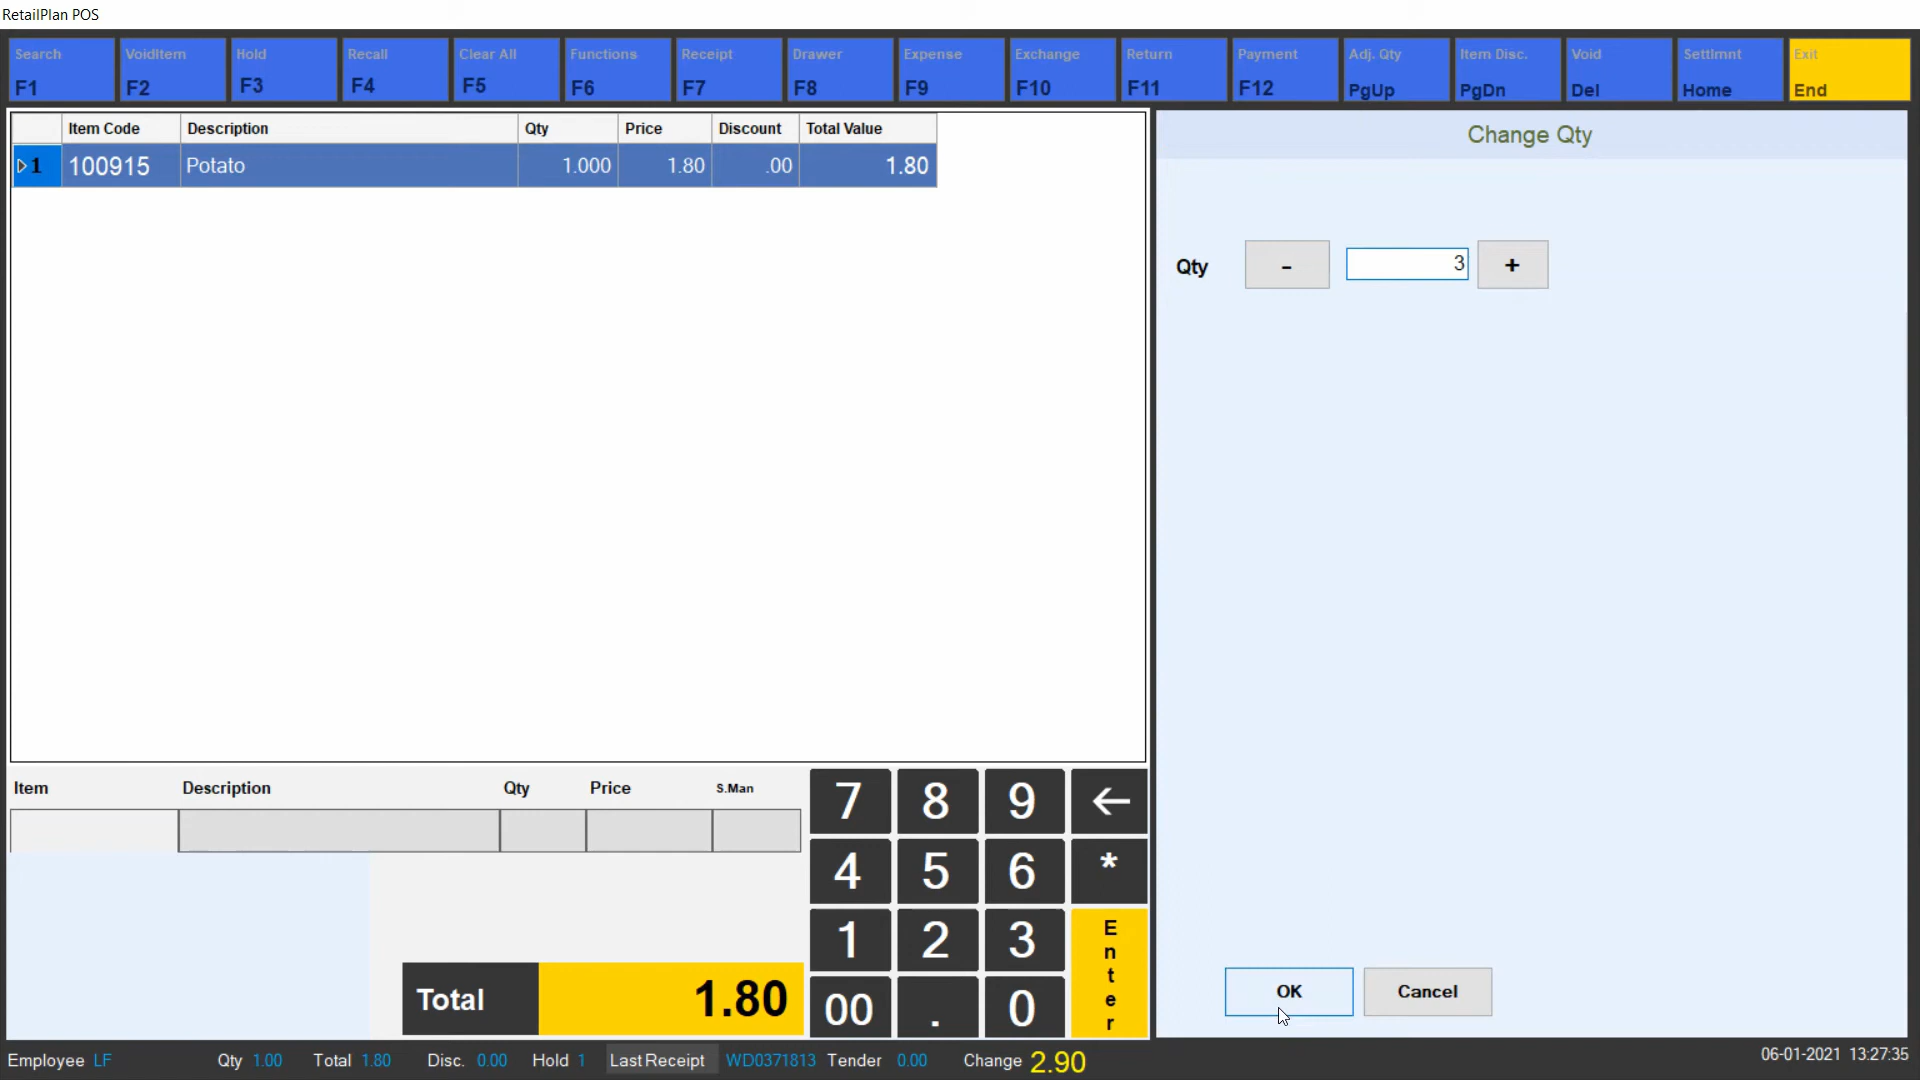 RetailPlan POS
Search VoidItem Hold Recall Clear All Functions Receipt Drawer Expense Exchange Return Payment Adj. Qty Item Disc. Void Settlmnt Exit
F1 F2 F3 F4 F5 F6 F7 F8 F9 F10 F11 F12 PgUp PgDn Del Home End
Item Code Description Qty Price Discount Total Value
1 100915 Potato 1.000 1.80 .00 1.80
Change Qty
Qty - 3 +
Item Description Qty Price S.Man
7 8 9 ←
4 5 6 *
1 2 3 Enter
00 . 0
Total 1.80
OK Cancel
Employee LF Qty 1.00 Total 1.80 Disc. 0.00 Hold 1 Last Receipt WD0371813 Tender 0.00 Change 2.90
06-01-2021 13:27:35